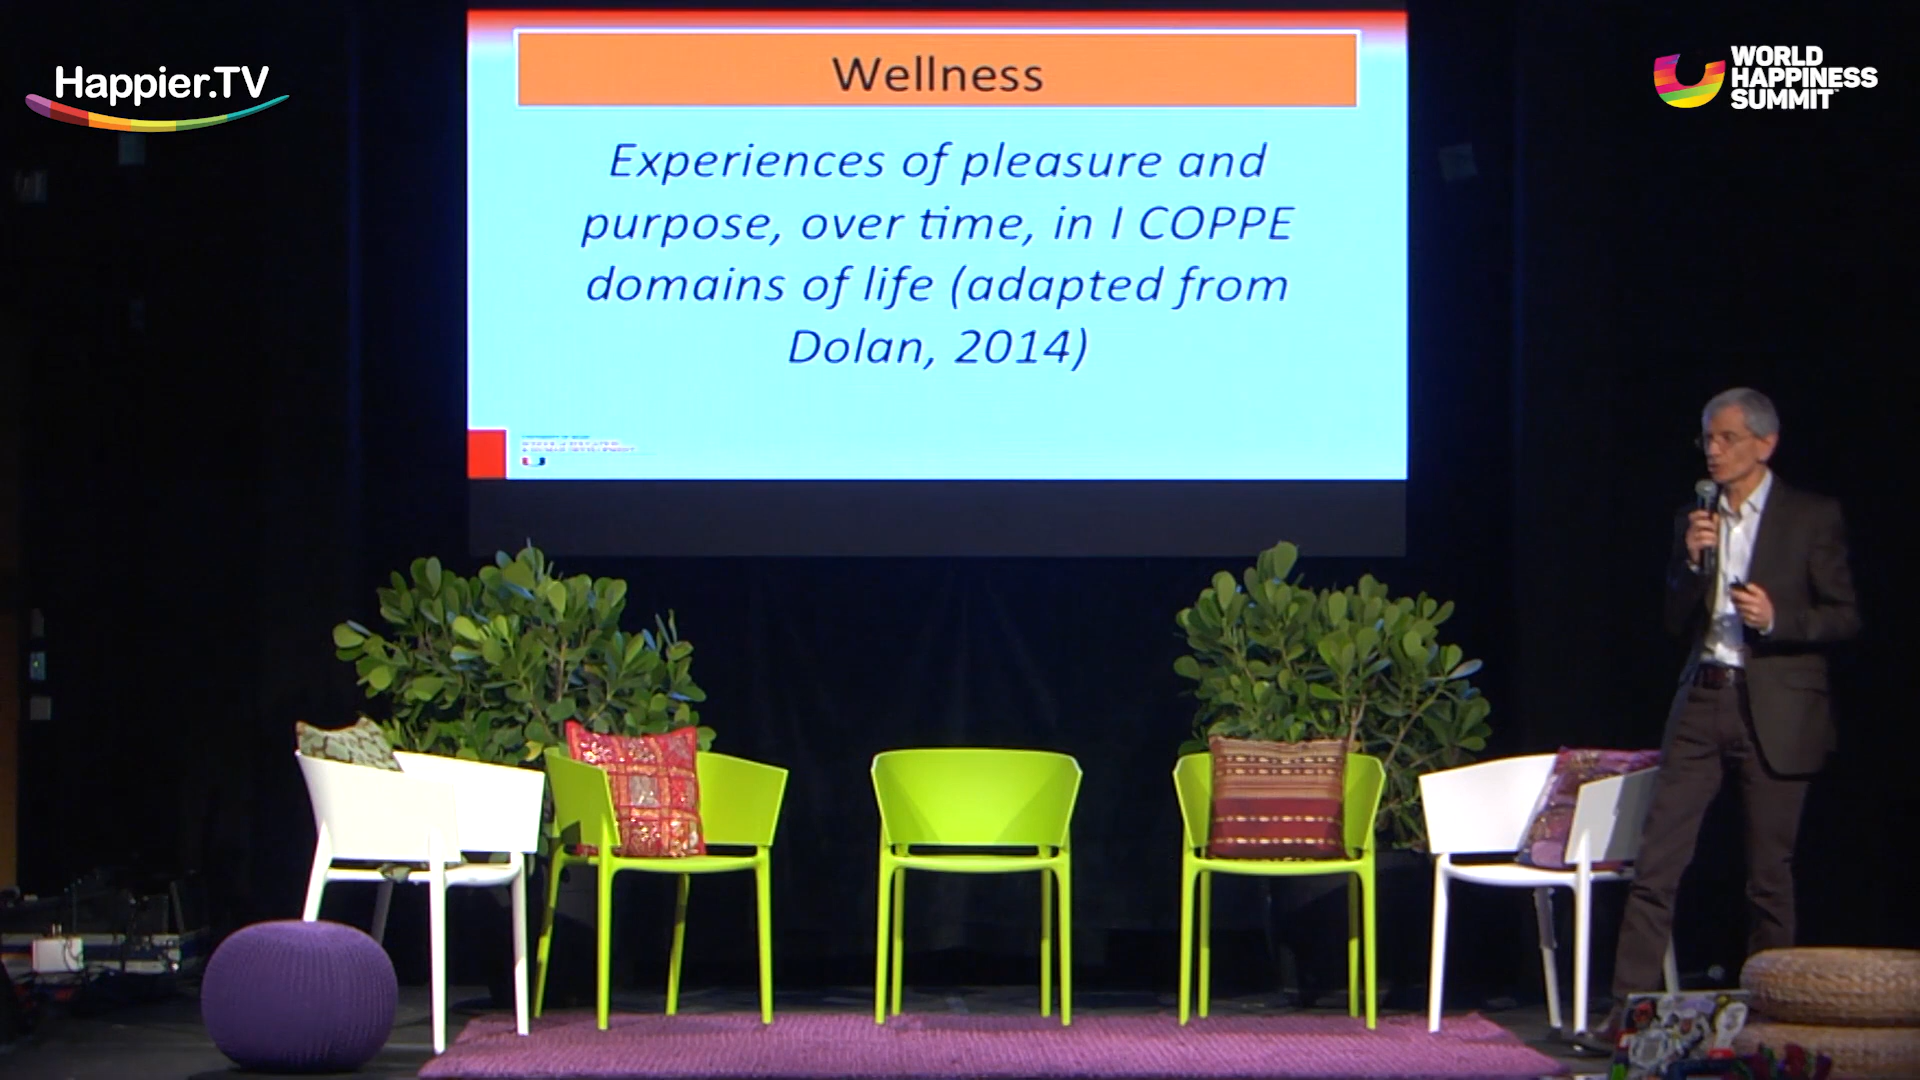 Happier.TV
WORLD
HAPPINESS
SUMMIT
Wellness
Experiences of pleasure and
purpose, over time, in I COPPE
domains of life (adapted from
Dolan, 2014)